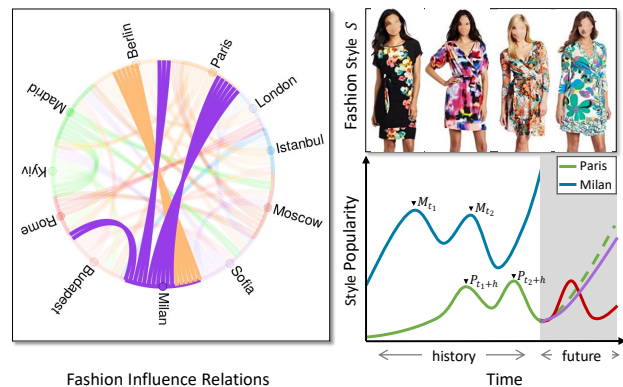 Berlin
Paris
London
Istanbul
Moscow
Sofia
Milan
Budapest
Rome
Kyiv
Madrid
Fashion Influence Relations
Fashion Style S
Style Popularity
M_{t_1}
M_{t_2}
P_{t_1+h}
P_{t_2+h}
Paris
Milan
history
future
Time